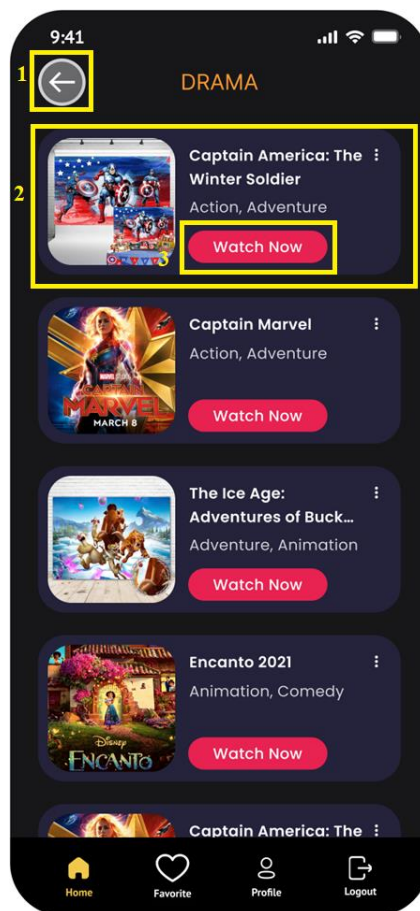 9:41
1
DRAMA
2
Captain America: The
Winter Soldier
Action, Adventure
3
Watch Now
Captain Marvel
Action, Adventure
MARVEL
CAPTAIN
MARVEL
MARCH 8
Watch Now
The Ice Age:
Adventures of Buck...
Adventure, Animation
Watch Now
Encanto 2021
Animation, Comedy
Disney
ENCANTO
Watch Now
Captain America: The
Home
Favorite
Profile
Logout